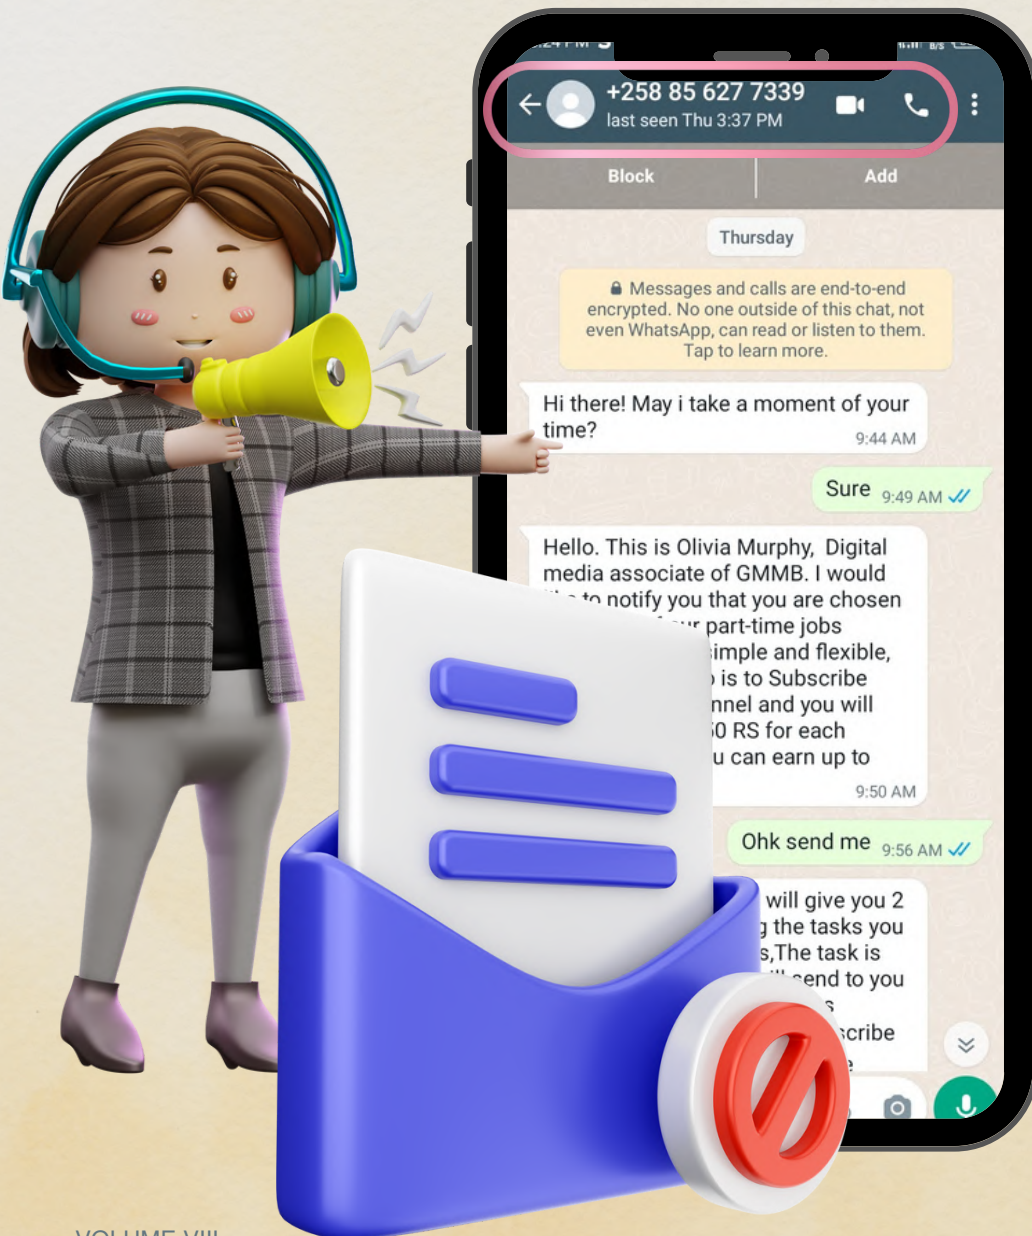 +258 85 627 7339
last seen Thu 3:37 PM
Block
Add
Thursday
Messages and calls are end-to-end
encrypted. No one outside of this chat, not
even WhatsApp, can read or listen to them.
Tap to learn more.
Hi there! May i take a moment of your
time?
9:44 AM
Sure 9:49 AM
Hello. This is Olivia Murphy, Digital
media associate of GMMB. I would
to notify you that you are chosen
part-time jobs
simple and flexible,
is to Subscribe
and you will
RS for each
can earn up to
9:50 AM
Ohk send me 9:56 AM
will give you 2
the tasks you
The task is
send to you
VOLUME VIII